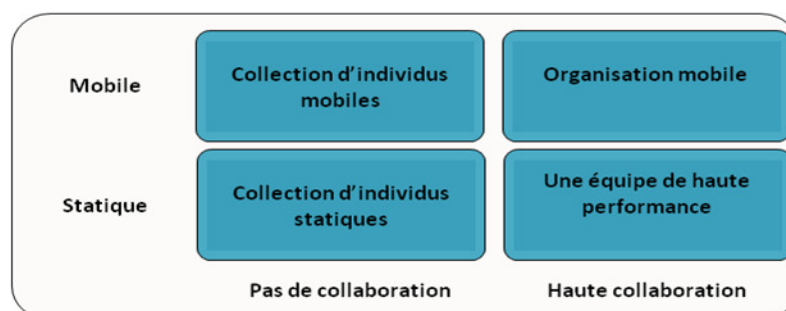 Mobile
Collection d'individus
mobiles
Organisation mobile
Statique
Collection d'individus
statiques
Une équipe de haute
performance
Pas de collaboration
Haute collaboration